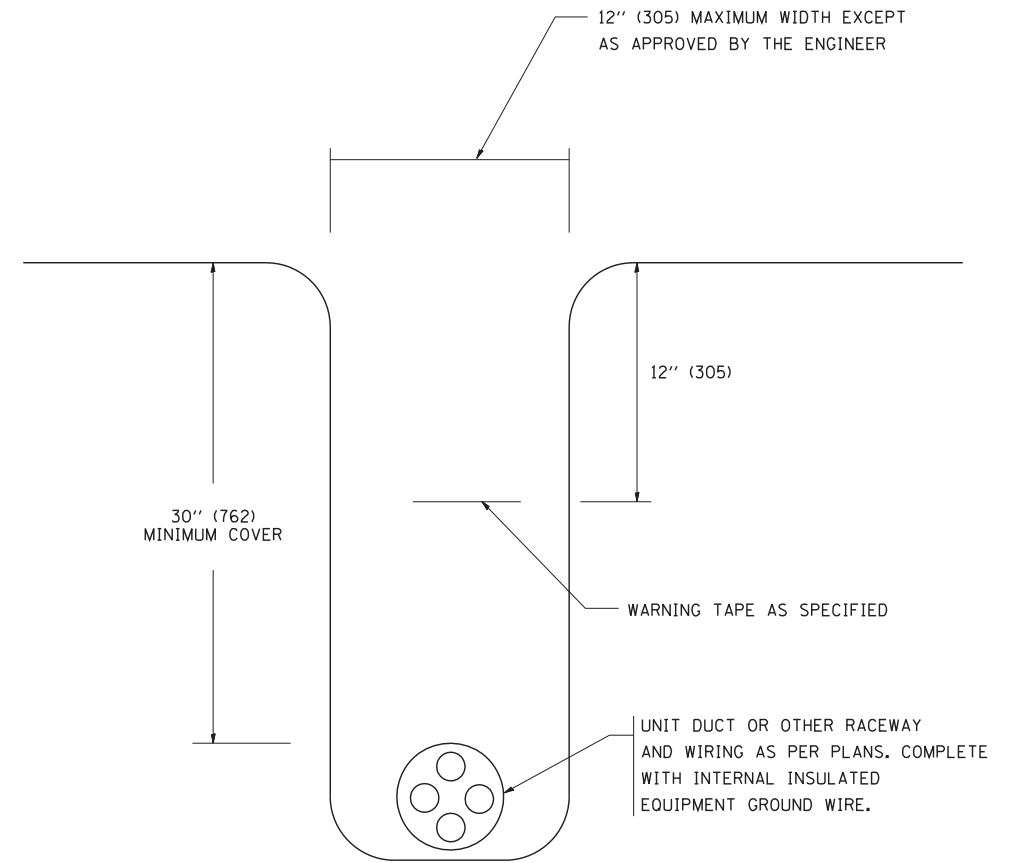 12'' (305) MAXIMUM WIDTH EXCEPT
AS APPROVED BY THE ENGINEER
12'' (305)
30'' (762)
MINIMUM COVER
WARNING TAPE AS SPECIFIED
UNIT DUCT OR OTHER RACEWAY
AND WIRING AS PER PLANS. COMPLETE
WITH INTERNAL INSULATED
EQUIPMENT GROUND WIRE.